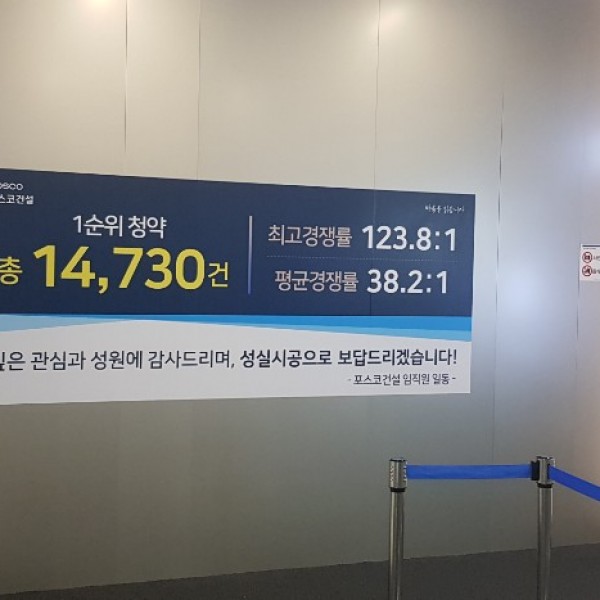 posco
포스코건설
1순위 청약
총 14,730건
최고경쟁률 123.8:1
평균경쟁률 38.2:1
깊은 관심과 성원에 감사드리며, 성실시공으로 보답드리겠습니다!
- 포스코건설 임직원 일동 -